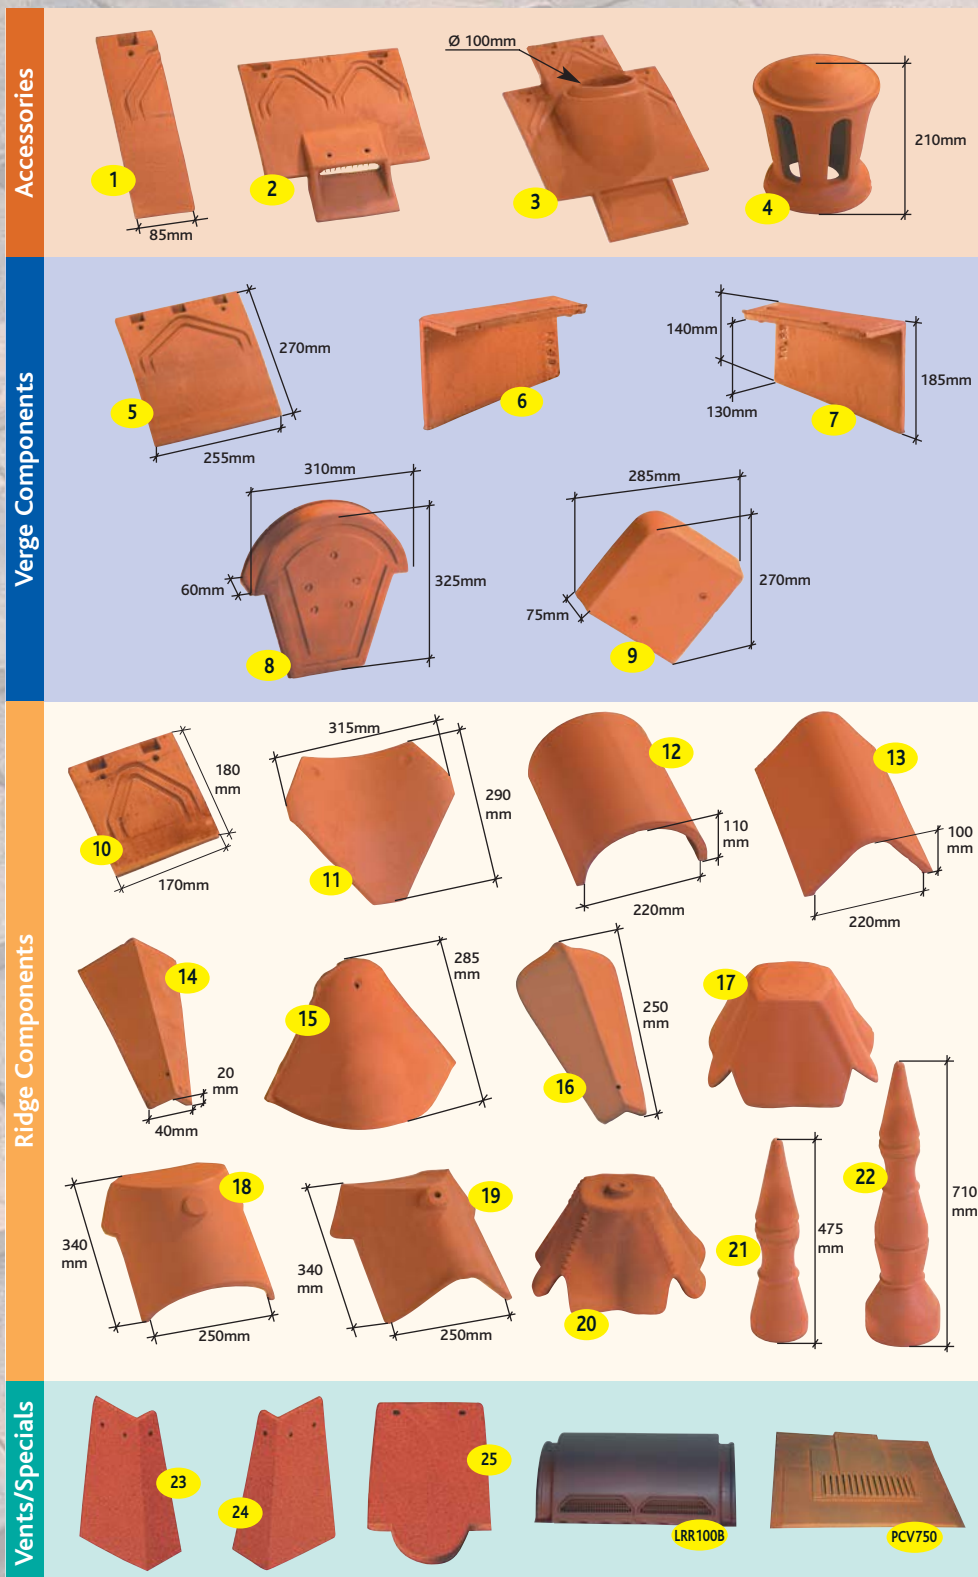 Accessories
1
85mm
2
Ø 100mm
3
4
210mm
Verge Components
5
270mm
255mm
6
140mm
130mm
185mm
7
310mm
60mm
325mm
8
285mm
75mm
270mm
9
Ridge Components
10
180
mm
170mm
315mm
290
mm
11
12
110
mm
220mm
13
100
mm
220mm
14
20
mm
40mm
15
285
mm
16
250
mm
17
18
340
mm
250mm
19
340
mm
250mm
20
21
475
mm
22
710
mm
Vents/Specials
23
24
25
LRR100B
PCV750